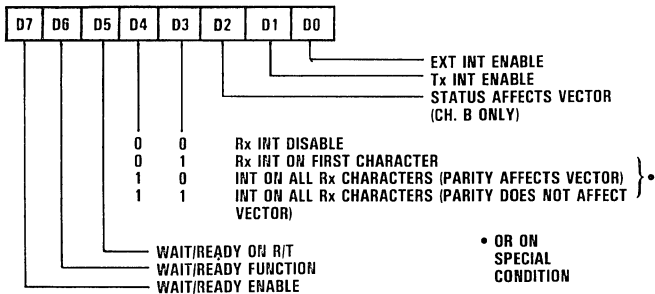 D7 D6 D5 D4 D3 D2 D1 D0
EXT INT ENABLE
Tx INT ENABLE
STATUS AFFECTS VECTOR
(CH. B ONLY)
0 0 Rx INT DISABLE
0 1 Rx INT ON FIRST CHARACTER
1 0 INT ON ALL Rx CHARACTERS (PARITY AFFECTS VECTOR)
1 1 INT ON ALL Rx CHARACTERS (PARITY DOES NOT AFFECT
VECTOR)
} •
WAIT/READY ON R/T
WAIT/READY FUNCTION
WAIT/READY ENABLE
• OR ON
SPECIAL
CONDITION